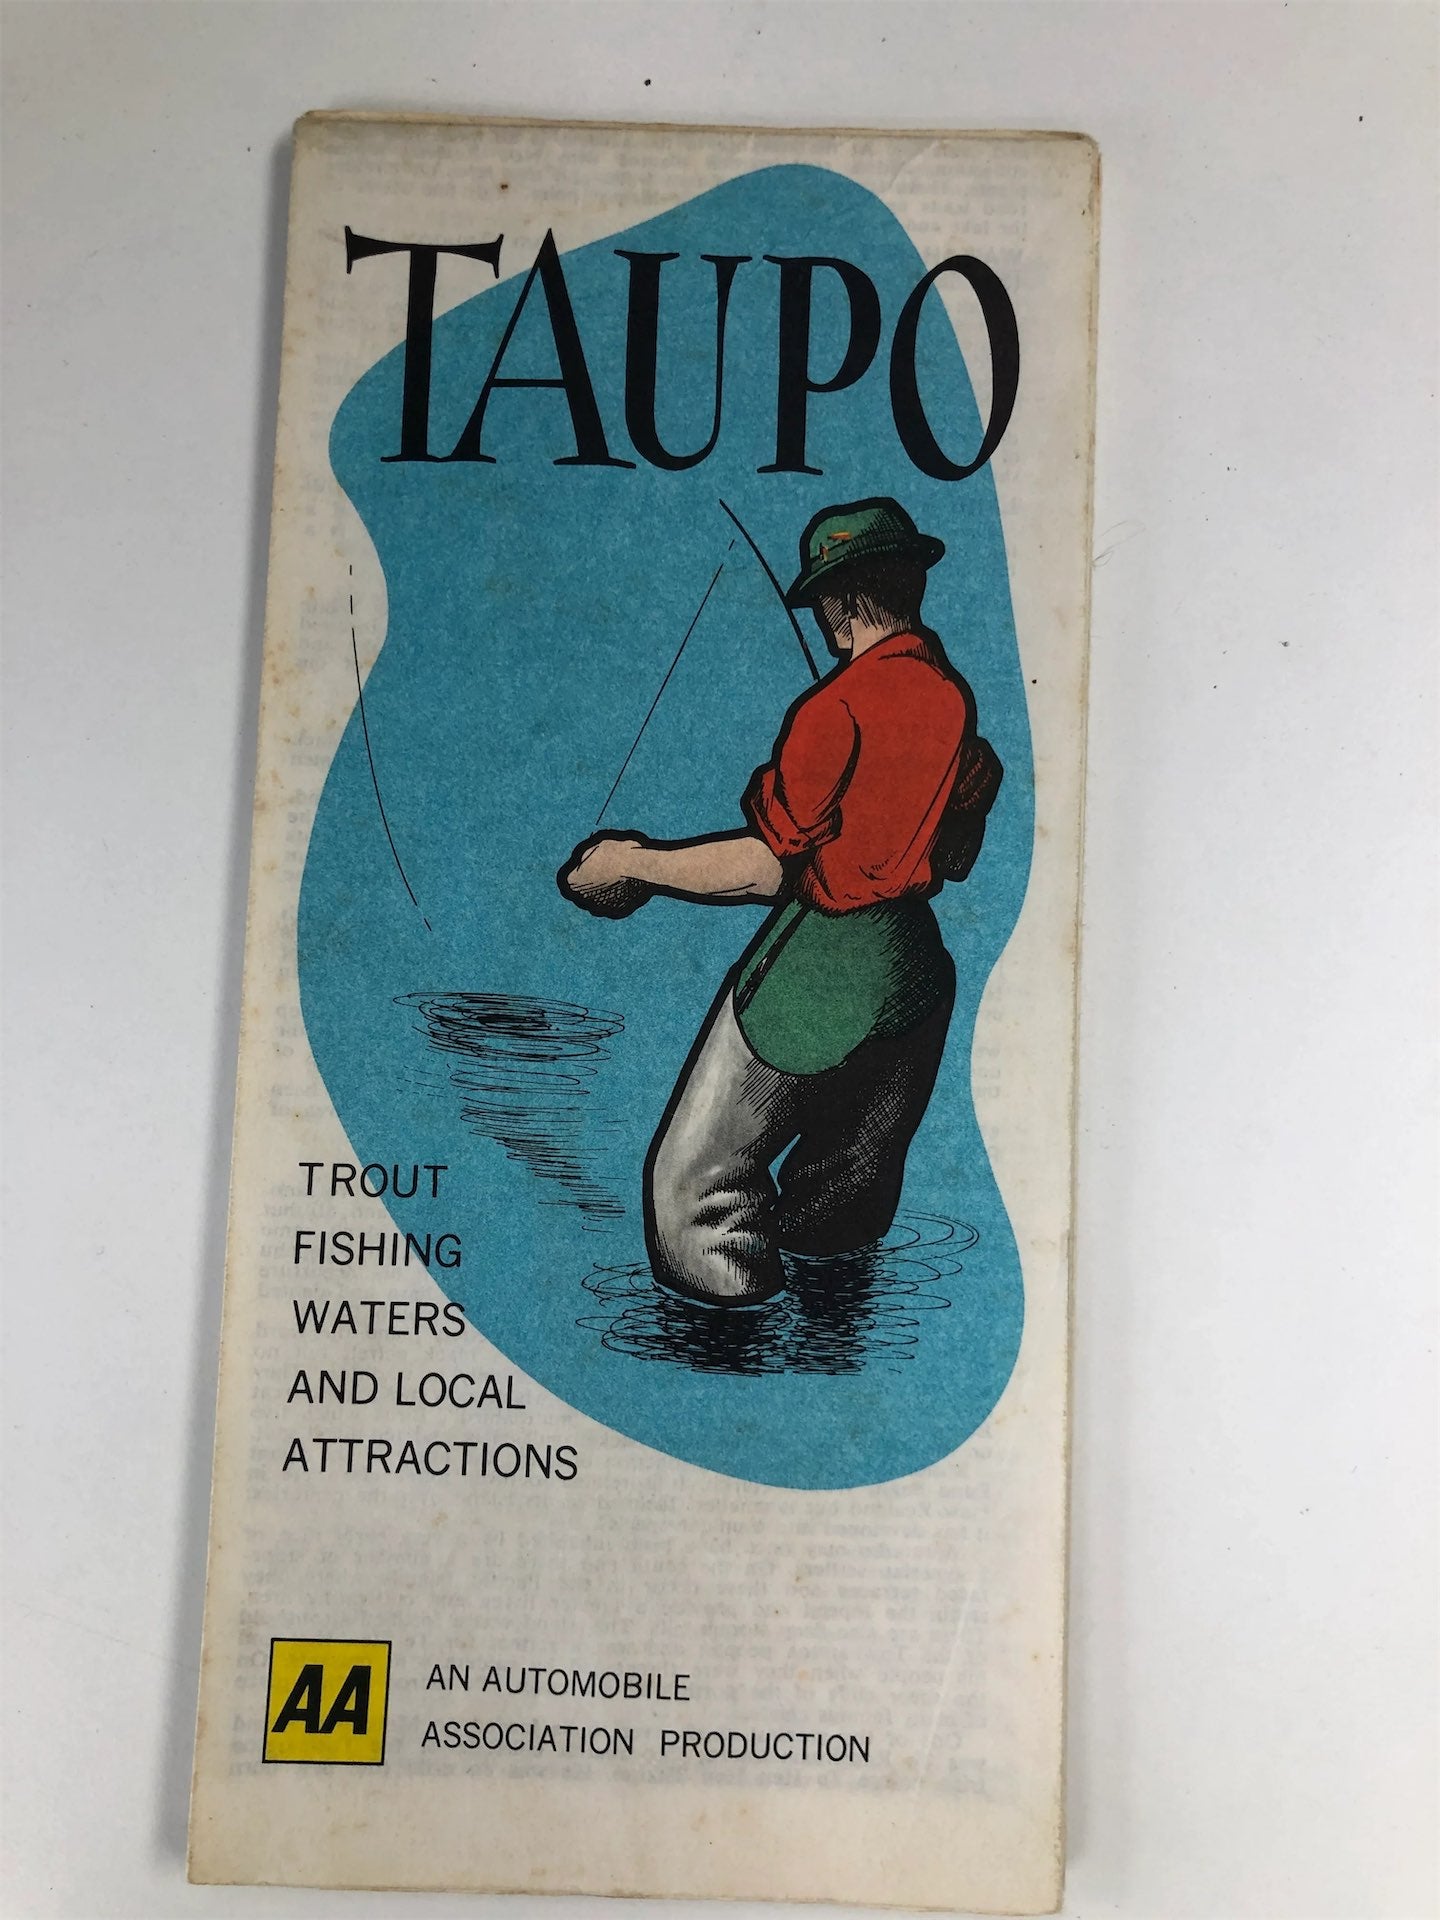 TAUPO
TROUT
FISHING
WATERS
AND LOCAL
ATTRACTIONS
AA
AN AUTOMOBILE
ASSOCIATION PRODUCTION